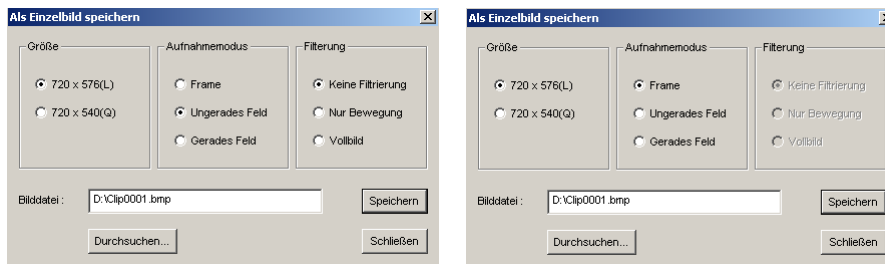 Als Einzelbild speichern
Größe
Aufnahmemodus
Filterung
720 x 576(L)
Frame
Keine Filtrierung
720 x 540(Q)
Ungerades Feld
Nur Bewegung
Gerades Feld
Vollbild
Bilddatei :
D:\Clip0001.bmp
Speichern
Durchsuchen...
Schließen
Als Einzelbild speichern
Größe
Aufnahmemodus
Filterung
720 x 576(L)
Frame
Keine Filtrierung
720 x 540(Q)
Ungerades Feld
Nur Bewegung
Gerades Feld
Vollbild
Bilddatei :
D:\Clip0001.bmp
Speichern
Durchsuchen...
Schließen